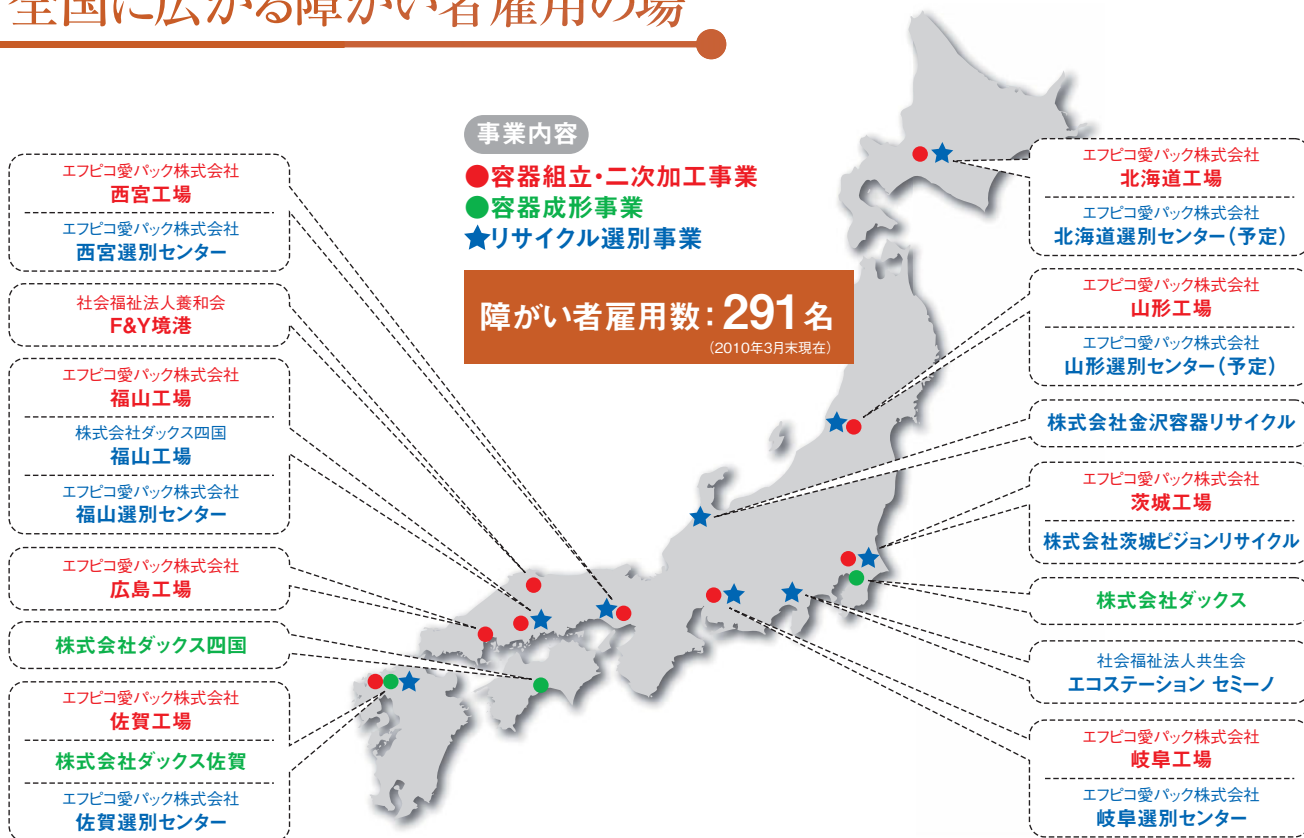 全国に広がる障がい者雇用の場
事業内容
●容器組立・二次加工事業
●容器成形事業
★リサイクル選別事業
障がい者雇用数：291名
（2010年3月末現在）
エフピコ愛パック株式会社
西宮工場
エフピコ愛パック株式会社
西宮選別センター
社会福祉法人養和会
F&Y境港
エフピコ愛パック株式会社
福山工場
株式会社ダックス四国
福山工場
エフピコ愛パック株式会社
福山選別センター
エフピコ愛パック株式会社
広島工場
株式会社ダックス四国
エフピコ愛パック株式会社
佐賀工場
株式会社ダックス佐賀
エフピコ愛パック株式会社
佐賀選別センター
エフピコ愛パック株式会社
北海道工場
エフピコ愛パック株式会社
北海道選別センター（予定）
エフピコ愛パック株式会社
山形工場
エフピコ愛パック株式会社
山形選別センター（予定）
株式会社金沢容器リサイクル
エフピコ愛パック株式会社
茨城工場
株式会社茨城ピジョンリサイクル
株式会社ダックス
社会福祉法人共生会
エコステーション セミーノ
エフピコ愛パック株式会社
岐阜工場
エフピコ愛パック株式会社
岐阜選別センター